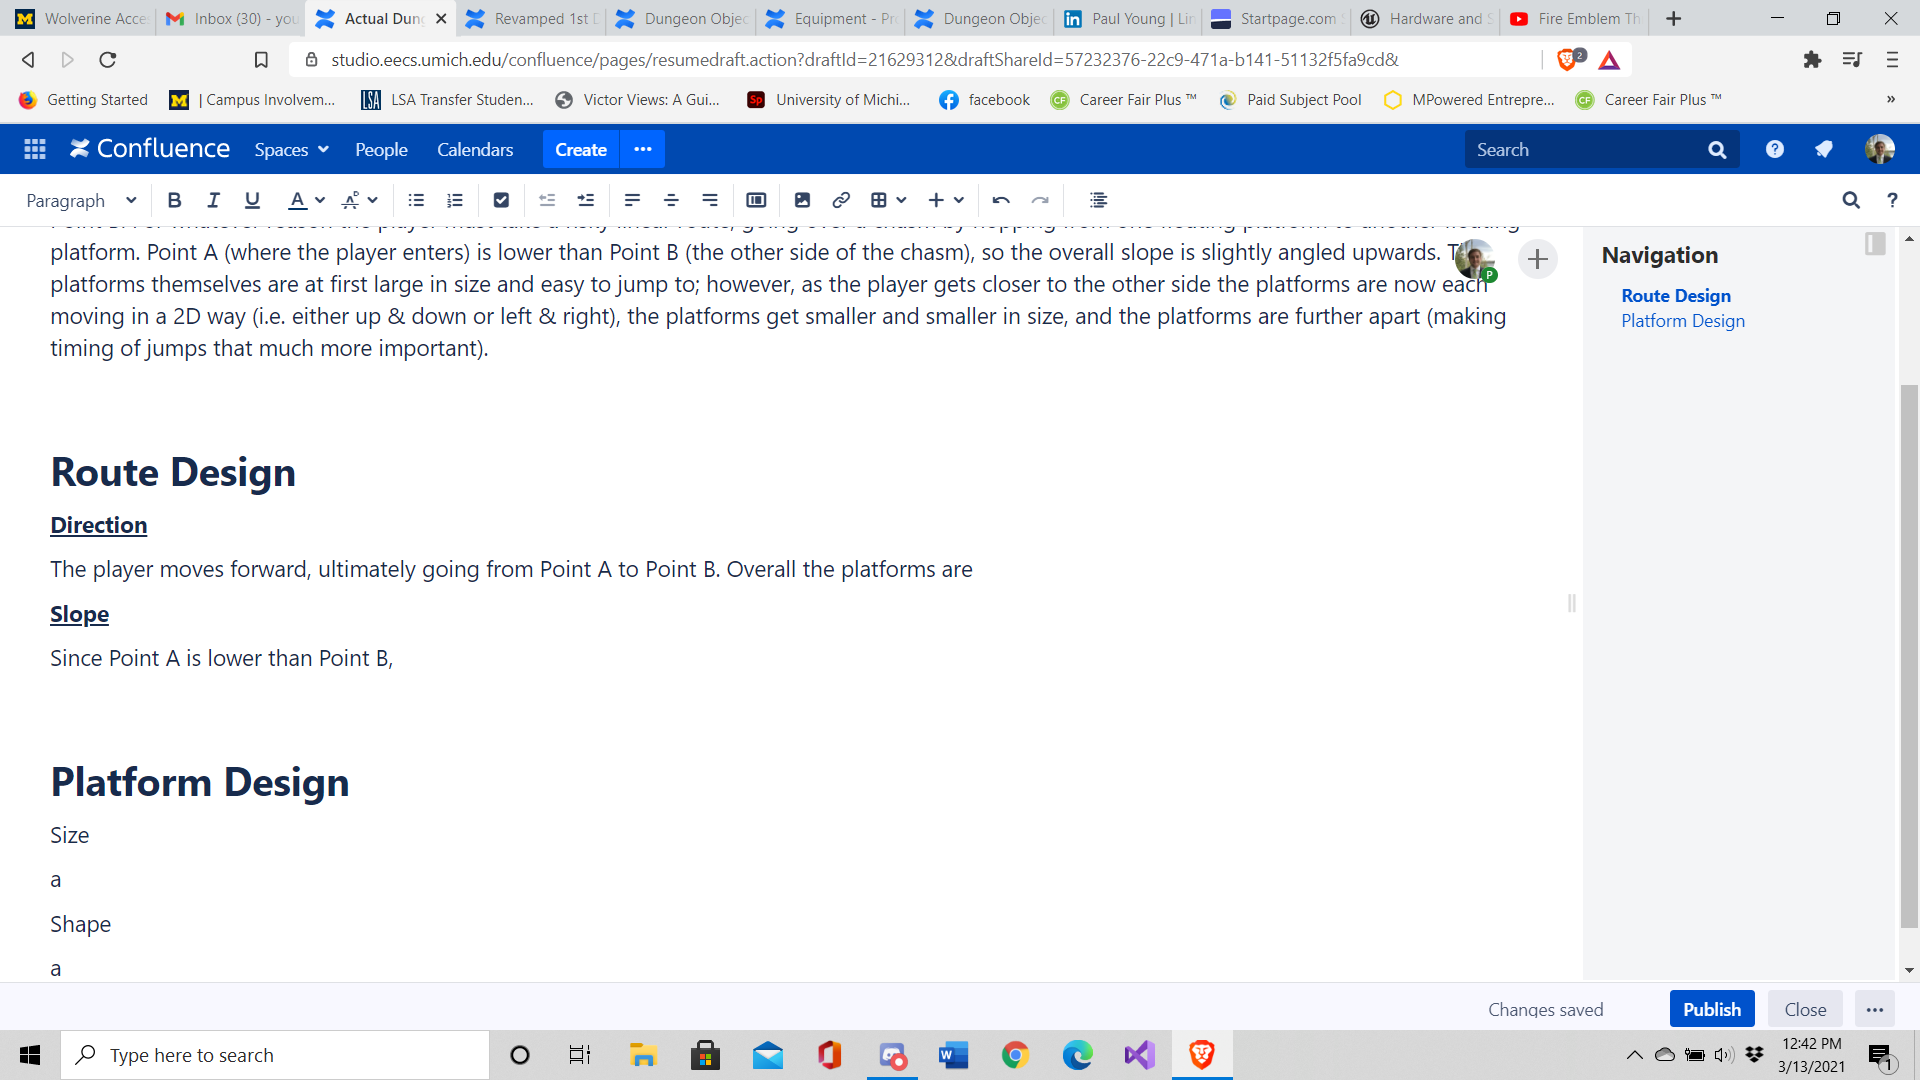 Wolverine Acce
Inbox (30) - you
Actual Dun
Revamped 1st D
Dungeon Objec
Equipment - Pr
Dungeon Objec
Paul Young | Lin
Startpage.com S
Hardware and S
Fire Emblem Th
studio.eecs.umich.edu/confluence/pages/resumedraft.action?draftId=21629312&draftShareId=57232376-22c9-471a-b141-51132f5fa9cd&
2
Getting Started
| Campus Involvem...
LSA Transfer Studen...
Victor Views: A Gui...
University of Michi...
facebook
Career Fair Plus ™
Paid Subject Pool
MPowered Entrepre...
Career Fair Plus ™
»
Confluence
Spaces
People
Calendars
Create
Search
Paragraph
platform. Point A (where the player enters) is lower than Point B (the other side of the chasm), so the overall slope is slightly angled upwards.
platforms themselves are at first large in size and easy to jump to; however, as the player gets closer to the other side the platforms are now each
moving in a 2D way (i.e. either up & down or left & right), the platforms get smaller and smaller in size, and the platforms are further apart (making
timing of jumps that much more important).
Route Design
Direction
The player moves forward, ultimately going from Point A to Point B. Overall the platforms are
Slope
Since Point A is lower than Point B,
Platform Design
Size
a
Shape
a
Navigation
Route Design
Platform Design
Changes saved
Publish
Close
Type here to search
12:42 PM
3/13/2021
1